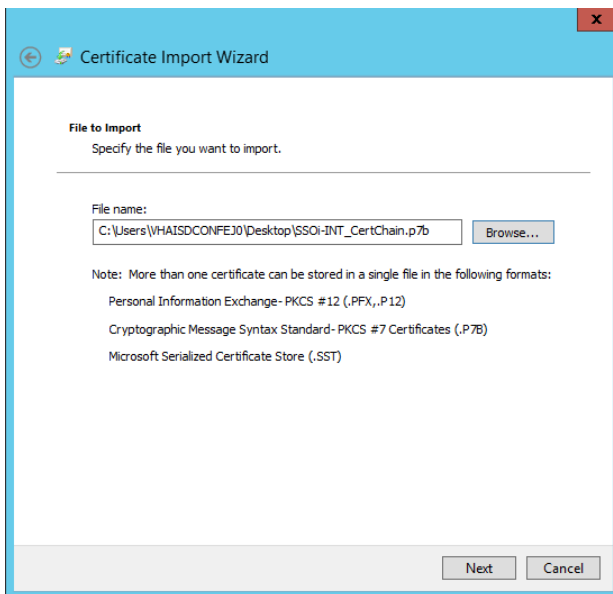 x
Certificate Import Wizard
File to Import
Specify the file you want to import.
File name:
C:\Users\VHAISDCONFEJ0\Desktop\SSOi-INT_CertChain.p7b
Browse...
Note: More than one certificate can be stored in a single file in the following formats:
Personal Information Exchange- PKCS #12 (.PFX,.P12)
Cryptographic Message Syntax Standard- PKCS #7 Certificates (.P7B)
Microsoft Serialized Certificate Store (.SST)
Next
Cancel